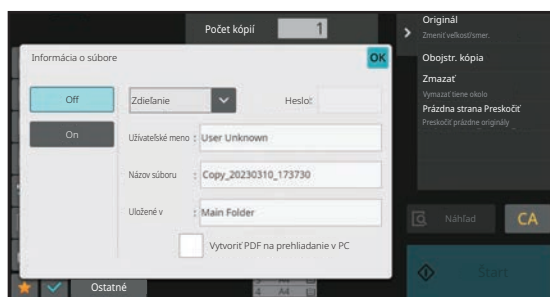 Počet kópií 1
Informácia o súbore OK
Off
On
Zdieľanie Heslo:
Užívateľské meno : User Unknown
Názov súboru : Copy_20230310_173730
Uložené v : Main Folder
Vytvoriť PDF na prehliadanie v PC
Ostatné
4 A4
Originál
Zmeniť veľkosť/smer.
Obojstr. kópia
Zmazať
Vymazať tiene okolo
Prázdna strana Preskočiť
Preskočiť prázdne originály
Náhľad CA
Štart